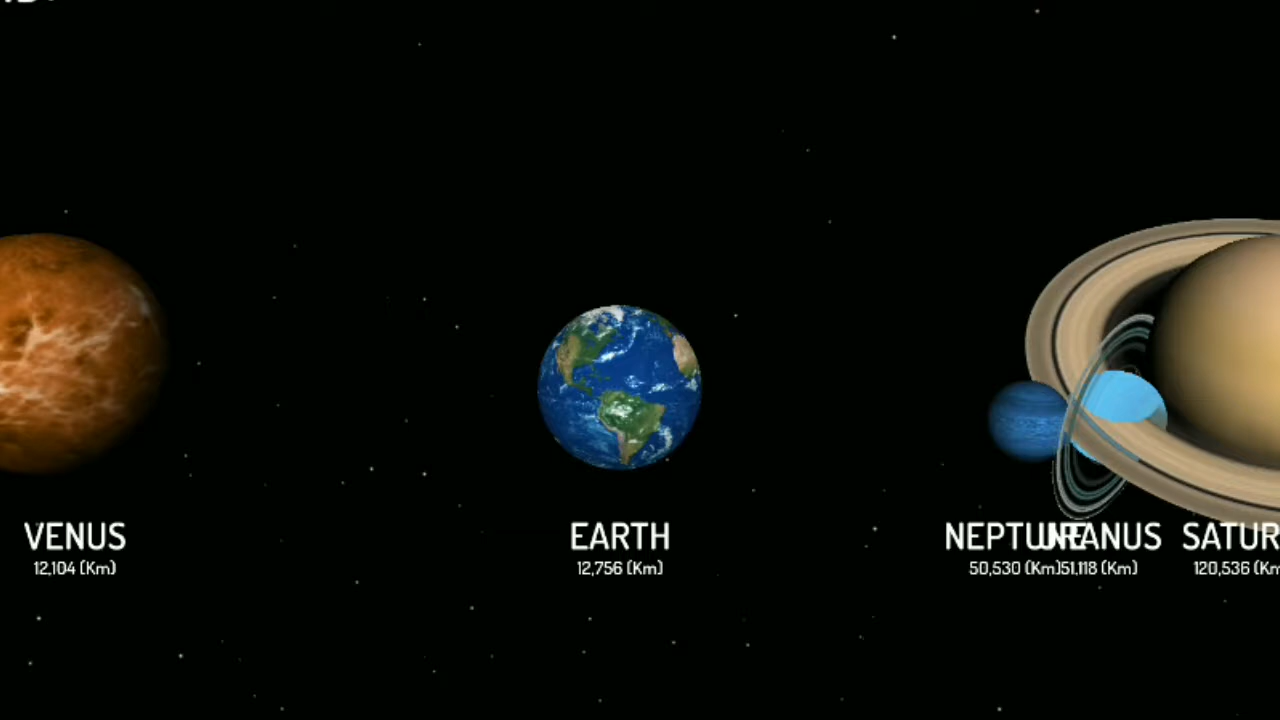 VENUS
12,104 (Km)
EARTH
12,756 (Km)
NEPTUNE
50,530 (Km)
URANUS
51,118 (Km)
SATUR
120,536 (Km